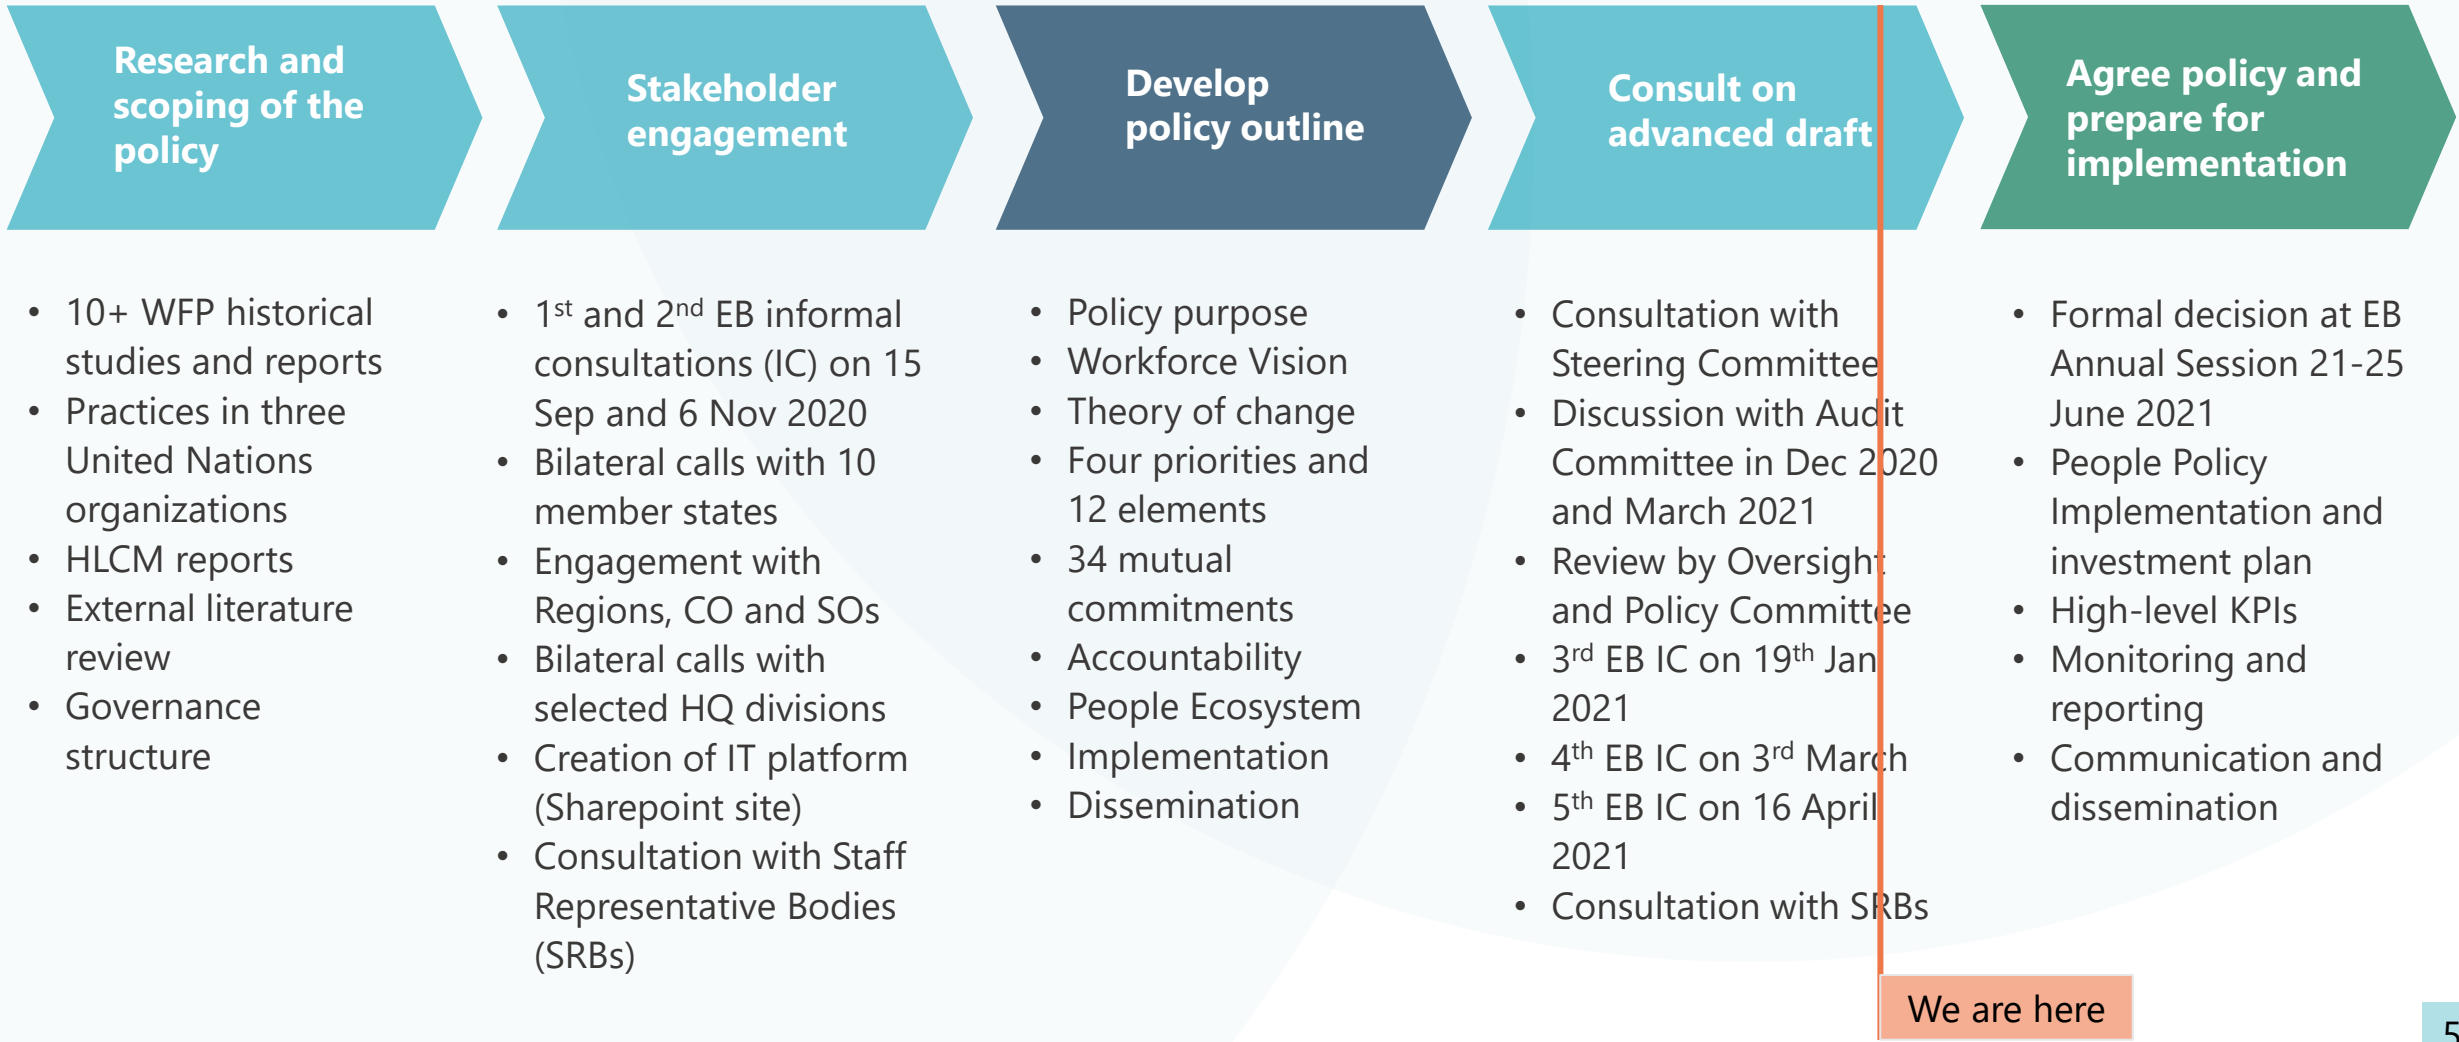 Research and
scoping of the
policy
Stakeholder
engagement
Develop
policy outline
Consult on
advanced draft
Agree policy and
prepare for
implementation
• 10+ WFP historical
studies and reports
• Practices in three
United Nations
organizations
• HLCM reports
• External literature
review
• Governance
structure
• 1st and 2nd EB informal
consultations (IC) on 15
Sep and 6 Nov 2020
• Bilateral calls with 10
member states
• Engagement with
Regions, CO and SOs
• Bilateral calls with
selected HQ divisions
• Creation of IT platform
(Sharepoint site)
• Consultation with Staff
Representative Bodies
(SRBs)
• Policy purpose
• Workforce Vision
• Theory of change
• Four priorities and
12 elements
• 34 mutual
commitments
• Accountability
• People Ecosystem
• Implementation
• Dissemination
• Consultation with
Steering Committee
• Discussion with Audit
Committee in Dec 2020
and March 2021
• Review by Oversight
and Policy Committee
• 3rd EB IC on 19th Jan
2021
• 4th EB IC on 3rd March
• 5th EB IC on 16 April
2021
• Consultation with SRBs
• Formal decision at EB
Annual Session 21-25
June 2021
• People Policy
Implementation and
investment plan
• High-level KPIs
• Monitoring and
reporting
• Communication and
dissemination
We are here
5